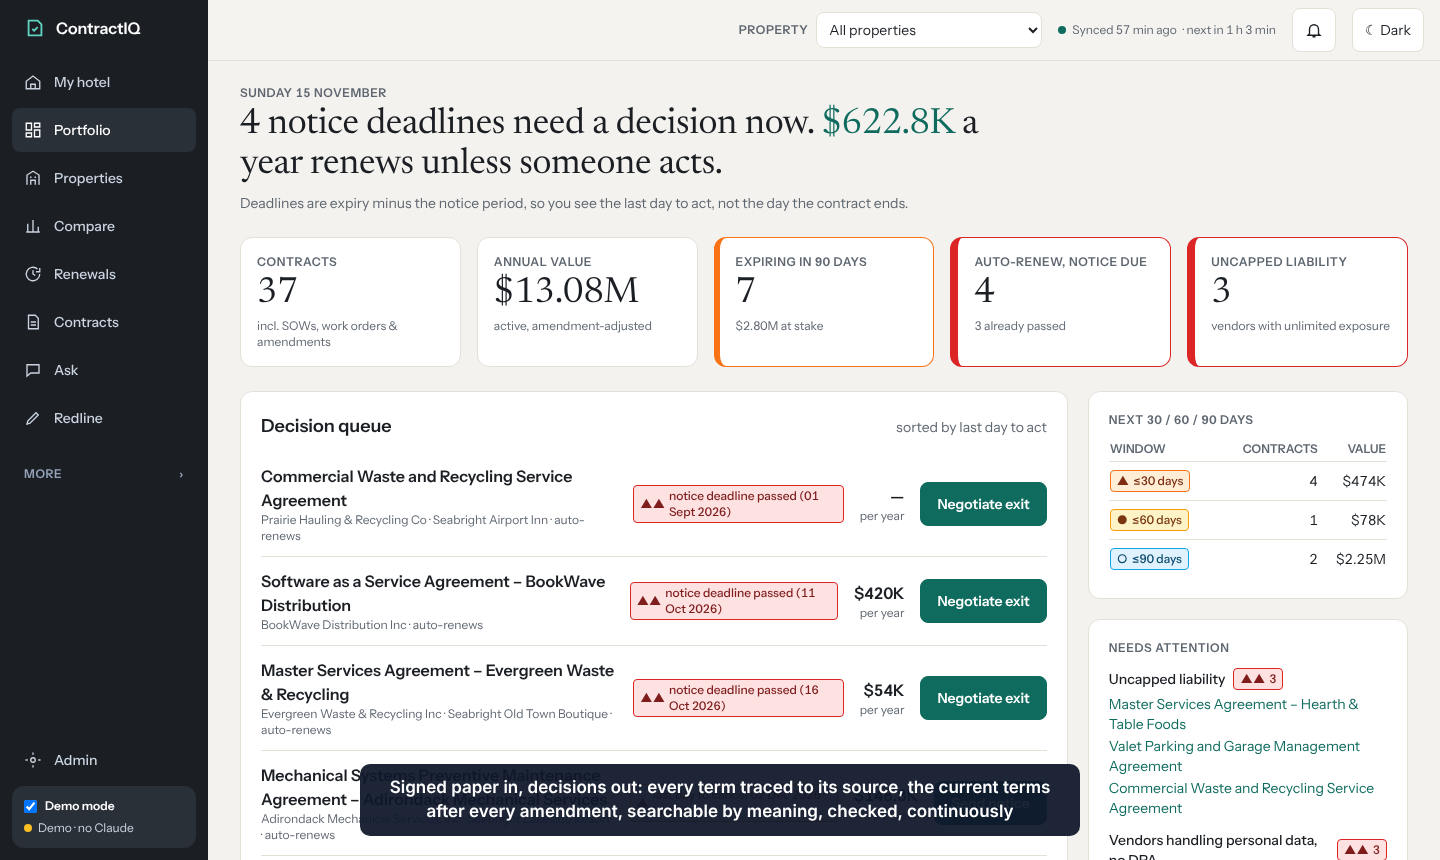 ContractIQ
My hotel
Portfolio
Properties
Compare
Renewals
Contracts
Ask
Redline
MORE
Admin
Demo mode
Demo · no Claude
PROPERTY
All properties
Synced 57 min ago · next in 1 h 3 min
Dark
SUNDAY 15 NOVEMBER
4 notice deadlines need a decision now. $622.8K a
year renews unless someone acts.
Deadlines are expiry minus the notice period, so you see the last day to act, not the day the contract ends.
CONTRACTS
37
incl. SOWs, work orders &
amendments
ANNUAL VALUE
$13.08M
active, amendment-adjusted
EXPIRING IN 90 DAYS
7
$2.80M at stake
AUTO-RENEW, NOTICE DUE
4
3 already passed
UNCAPPED LIABILITY
3
vendors with unlimited exposure
Decision queue
sorted by last day to act
Commercial Waste and Recycling Service
Agreement
Prairie Hauling & Recycling Co · Seabright Airport Inn · auto-
renews
notice deadline passed (01
Sept 2026)
—
per year
Negotiate exit
Software as a Service Agreement – BookWave
Distribution
BookWave Distribution Inc · auto-renews
notice deadline passed (11
Oct 2026)
$420K
per year
Negotiate exit
Master Services Agreement – Evergreen Waste
& Recycling
Evergreen Waste & Recycling Inc · Seabright Old Town Boutique ·
auto-renews
notice deadline passed (16
Oct 2026)
$54K
per year
Negotiate exit
Mechanical Systems Preventive Maintenance
Agreement – Adirondack Mechanical Services
Adirondack
· auto-renews
Signed paper in, decisions out: every term traced to its source, the current terms
after every amendment, searchable by meaning, checked, continuously
NEXT 30 / 60 / 90 DAYS
WINDOW CONTRACTS VALUE
≤30 days 4 $474K
≤60 days 1 $78K
≤90 days 2 $2.25M
NEEDS ATTENTION
Uncapped liability 3
Master Services Agreement – Hearth &
Table Foods
Valet Parking and Garage Management
Agreement
Commercial Waste and Recycling Service
Agreement
Vendors handling personal data,
no DPA 3